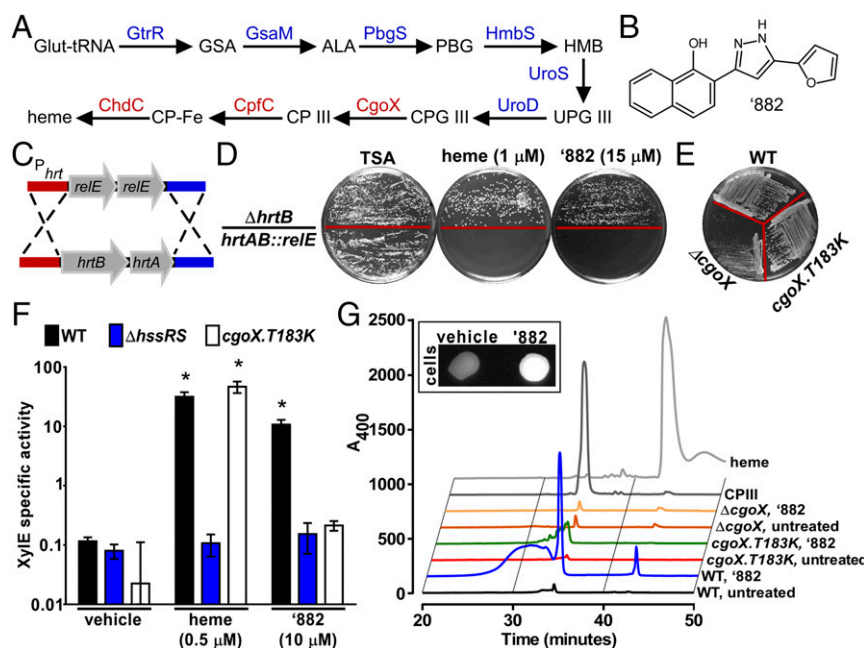 A
Glut-tRNA GtrR GSA GsaM ALA PbgS PBG HmbS HMB
UroS
heme ChdC CP-Fe CpfC CP III CgoX CPG III UroD UPG III
B
H
N
OH
N
O
‘882
C
P hrt
relE relE
hrtB hrtA
D
TSA heme (1 μM) ‘882 (15 μM)
ΔhrtB
hrtAB::relE
E
WT
ΔcgoX
cgoX.T183K
F
WT ΔhssRS cgoX.T183K
XylE specific activity
100
10
1
0.1
0.01
* * *
vehicle heme ‘882
(0.5 μM) (10 μM)
G
vehicle ‘882
cells
A400
2500
2000
1500
1000
500
0
heme
CPIII
ΔcgoX, ‘882
ΔcgoX, untreated
cgoX.T183K, ‘882
cgoX.T183K, untreated
WT, ‘882
WT, untreated
20 30 40 50
Time (minutes)